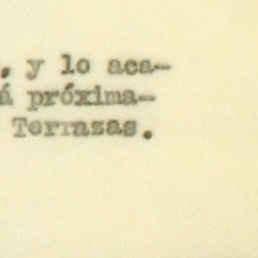 , y lo aca-
á próxima-
Terrazas.